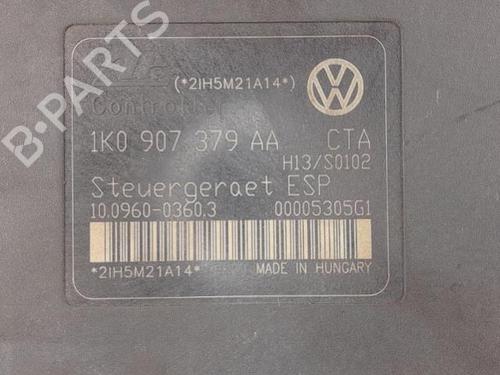 B-PARTS
(*2IH5M21A14*)
1K0 907 379 AA CTA
H13/S0102
Steuergeraet ESP
10.0960-0360.3 00005305G1
*2IH5M21A14* MADE IN HUNGARY